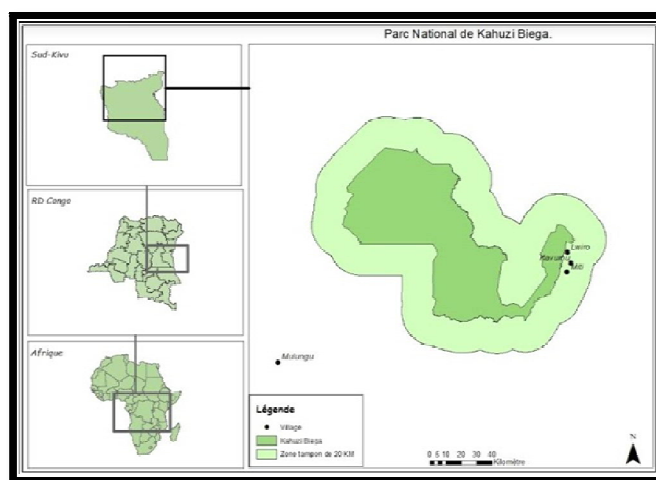 Parc National de Kahuzi Biega.
Sud-Kivu
RD Congo
Afrique
Lwiro
Kavumu
Miti
Mulungu
Légende
Village
Kahuzi Biega
Zone tampon de 20 KM
0 5 10 20 30 40
Kilomètre
N